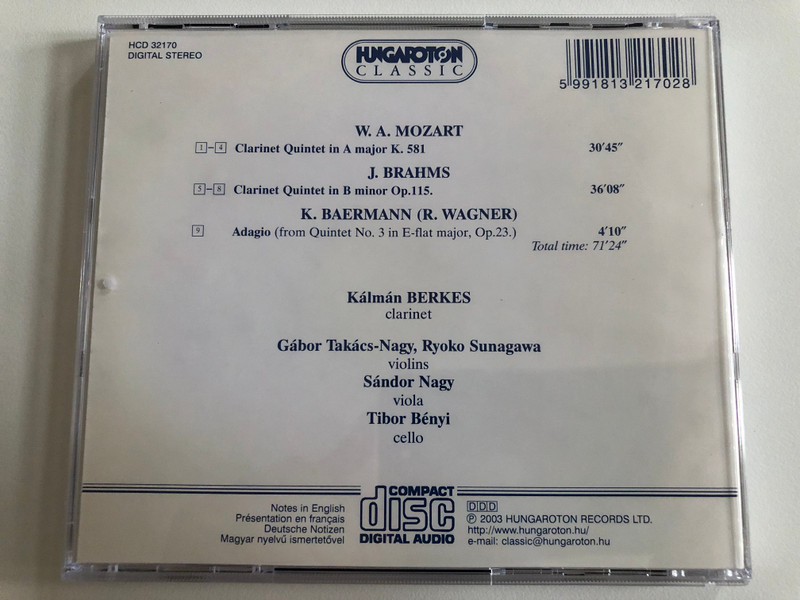 HCD 32170
DIGITAL STEREO
HUNGAROTON
CLASSIC
5 991813 217028
W. A. MOZART
1–4 Clarinet Quintet in A major K. 581 30′45″
J. BRAHMS
5–8 Clarinet Quintet in B minor Op.115. 36′08″
K. BAERMANN (R. WAGNER)
9 Adagio (from Quintet No. 3 in E-flat major, Op.23.) 4′10″
Total time: 71′24″
Kálmán BERKES
clarinet
Gábor Takács-Nagy, Ryoko Sunagawa
violins
Sándor Nagy
viola
Tibor Bényi
cello
Notes in English
Présentation en français
Deutsche Notizen
Magyar nyelvű ismertetővel
COMPACT
disc
DIGITAL AUDIO
DDD
℗ 2003 HUNGAROTON RECORDS LTD.
http://www.hungaroton.hu/
e-mail: classic@hungaroton.hu